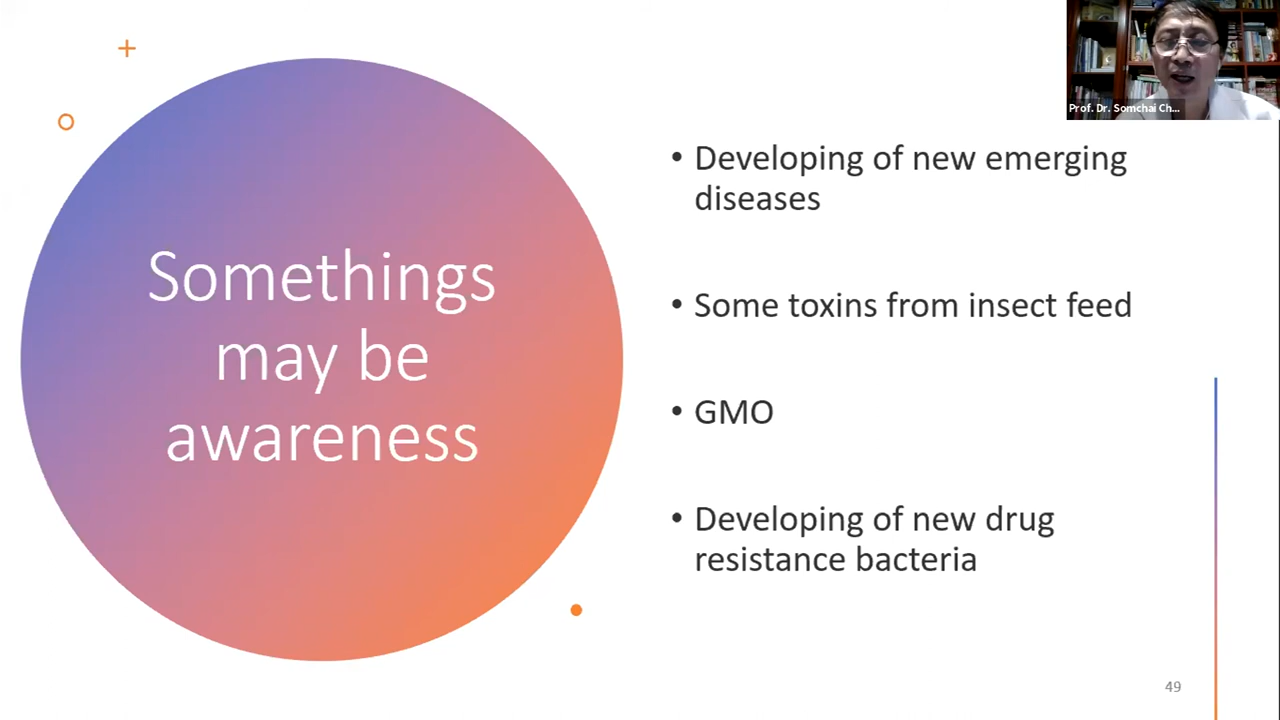 Prof. Dr. Somchai Ch...
Somethings
may be
awareness
• Developing of new emerging
diseases
• Some toxins from insect feed
• GMO
• Developing of new drug
resistance bacteria
49